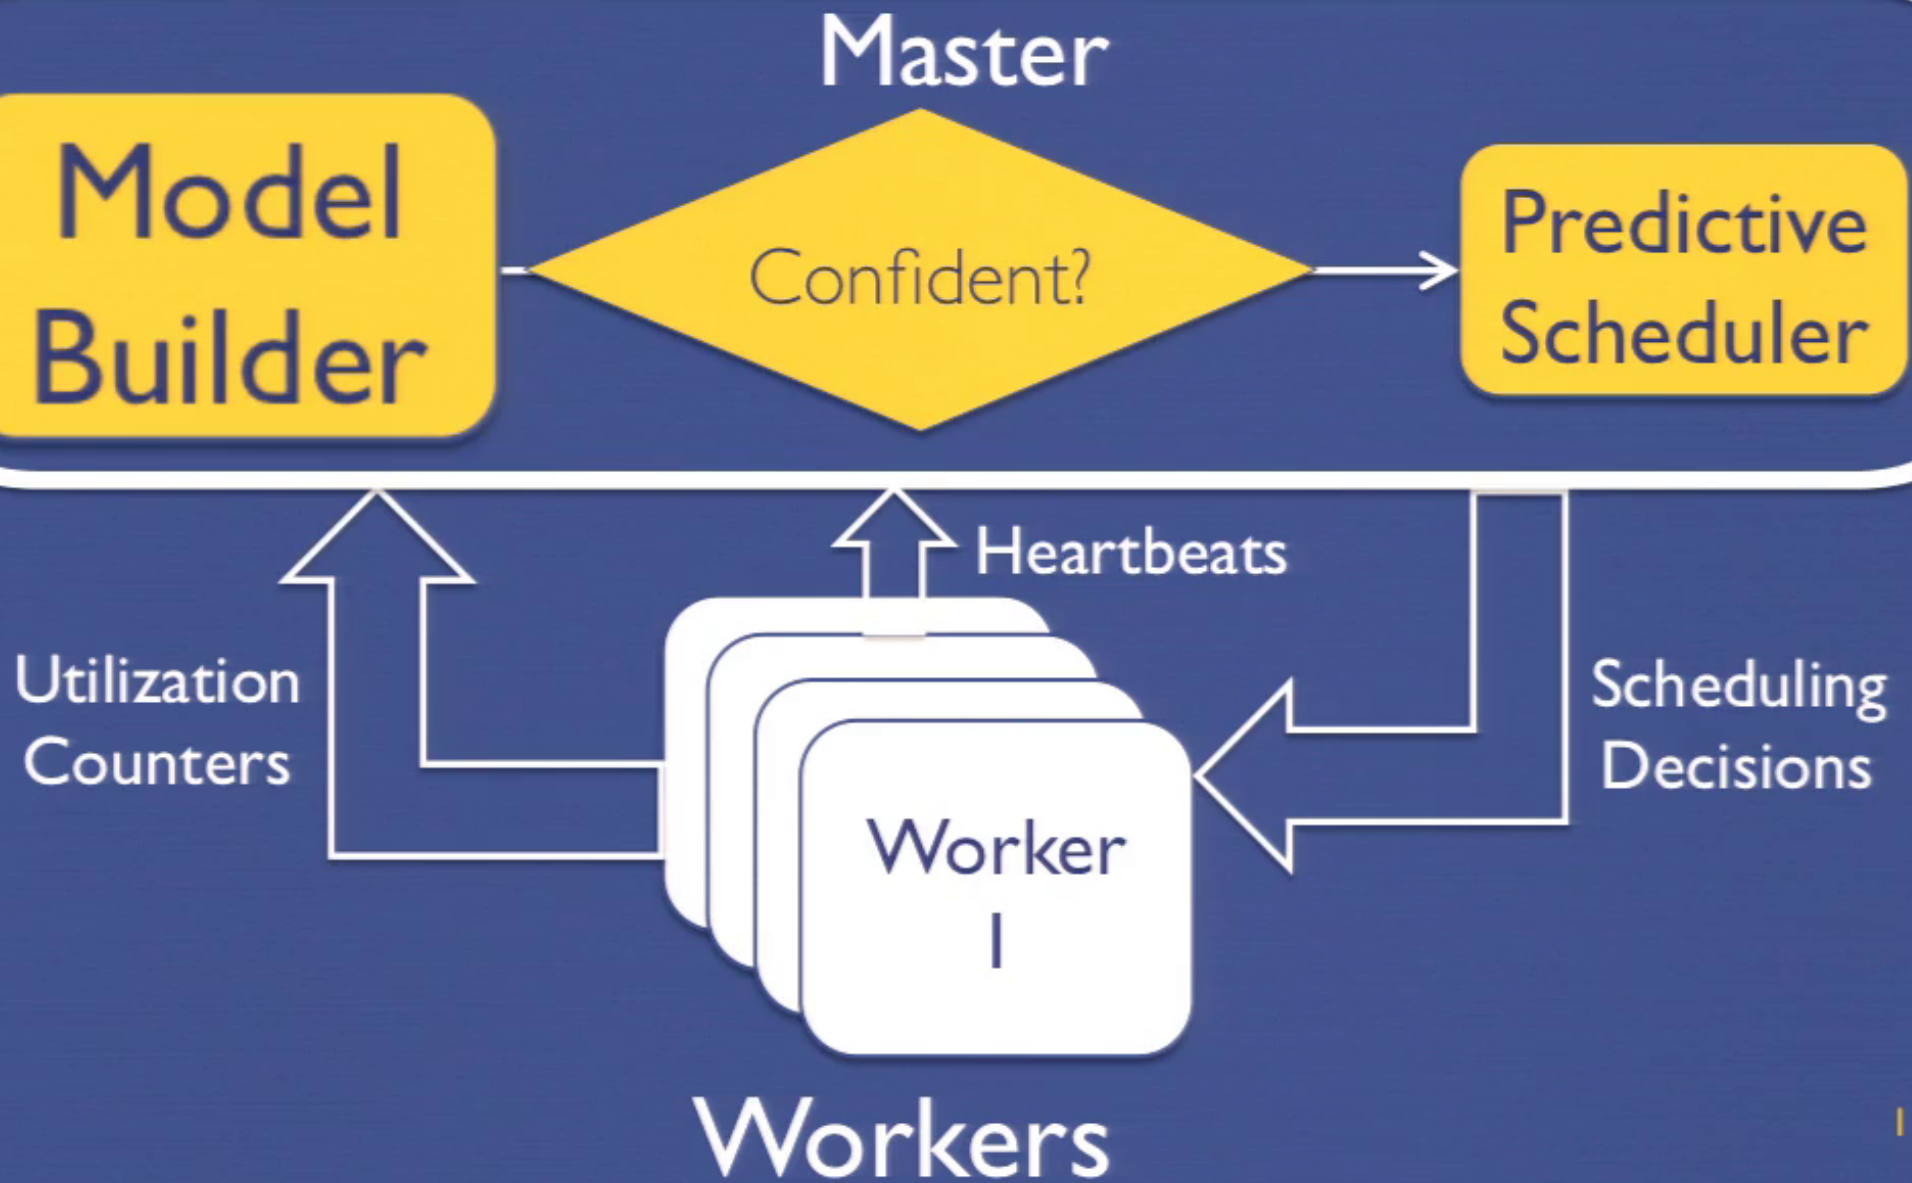 Master
Model
Builder
Confident?
Predictive
Scheduler
Heartbeats
Utilization
Counters
Scheduling
Decisions
Worker
1
Workers